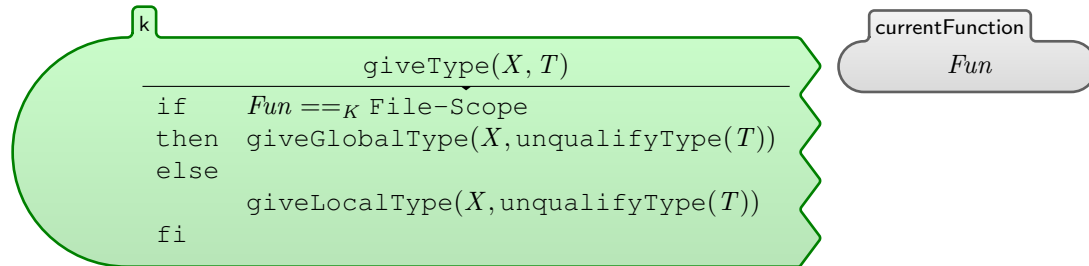 k
currentFunction
giveType(X, T)
Fun
if Fun ==K File-Scope
then giveGlobalType(X,unqualifyType(T))
else
giveLocalType(X,unqualifyType(T))
fi